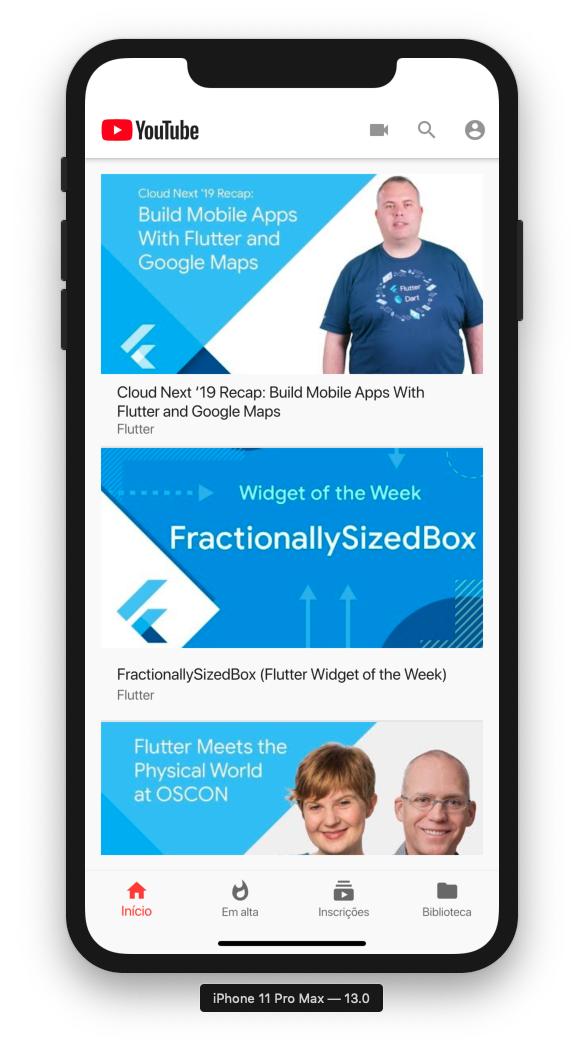 YouTube
Cloud Next '19 Recap:
Build Mobile Apps
With Flutter and
Google Maps
Flutter
Dart
Cloud Next ‘19 Recap: Build Mobile Apps With
Flutter and Google Maps
Flutter
Widget of the Week
FractionallySizedBox
FractionallySizedBox (Flutter Widget of the Week)
Flutter
Flutter Meets the
Physical World
at OSCON
Início
Em alta
Inscrições
Biblioteca
iPhone 11 Pro Max — 13.0